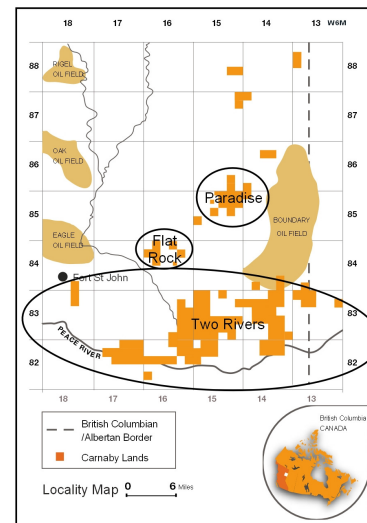 18 17 16 15 14 13 W6M
88 88
RIGEL
OIL FIELD
87 87
OAK
OIL FIELD
86 86
Paradise
85 85
BOUNDARY
OIL FIELD
EAGLE
OIL FIELD
Flat
Rock
84 84
Fort St John
83 83
Two Rivers
PEACE RIVER
82 82
18 17 16 15 14 13
British Columbian
/Albertan Border
Carnaby Lands
Locality Map 0 6 Miles
British Columbia
CANADA